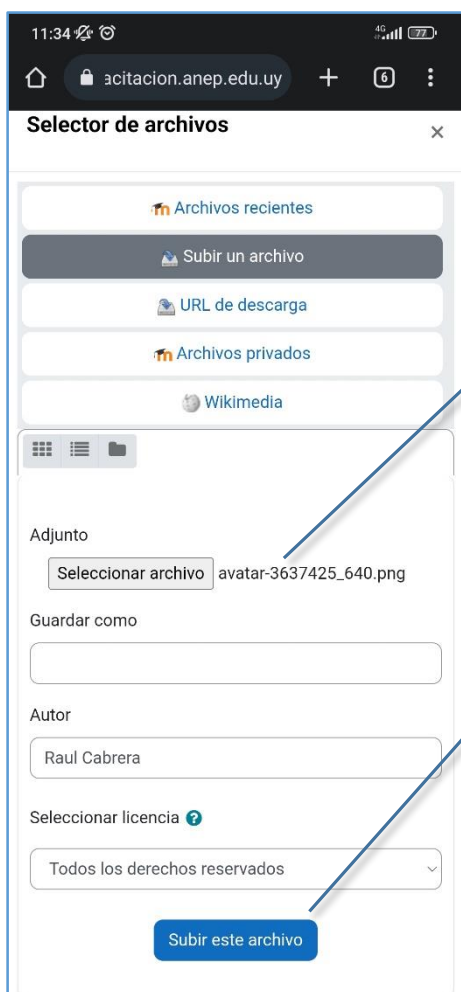 11:34 4G 77
acitacion.anep.edu.uy + 6
Selector de archivos ×
Archivos recientes
Subir un archivo
URL de descarga
Archivos privados
Wikimedia
Adjunto
Seleccionar archivo avatar-3637425_640.png
Guardar como
Autor
Raul Cabrera
Seleccionar licencia ?
Todos los derechos reservados
Subir este archivo